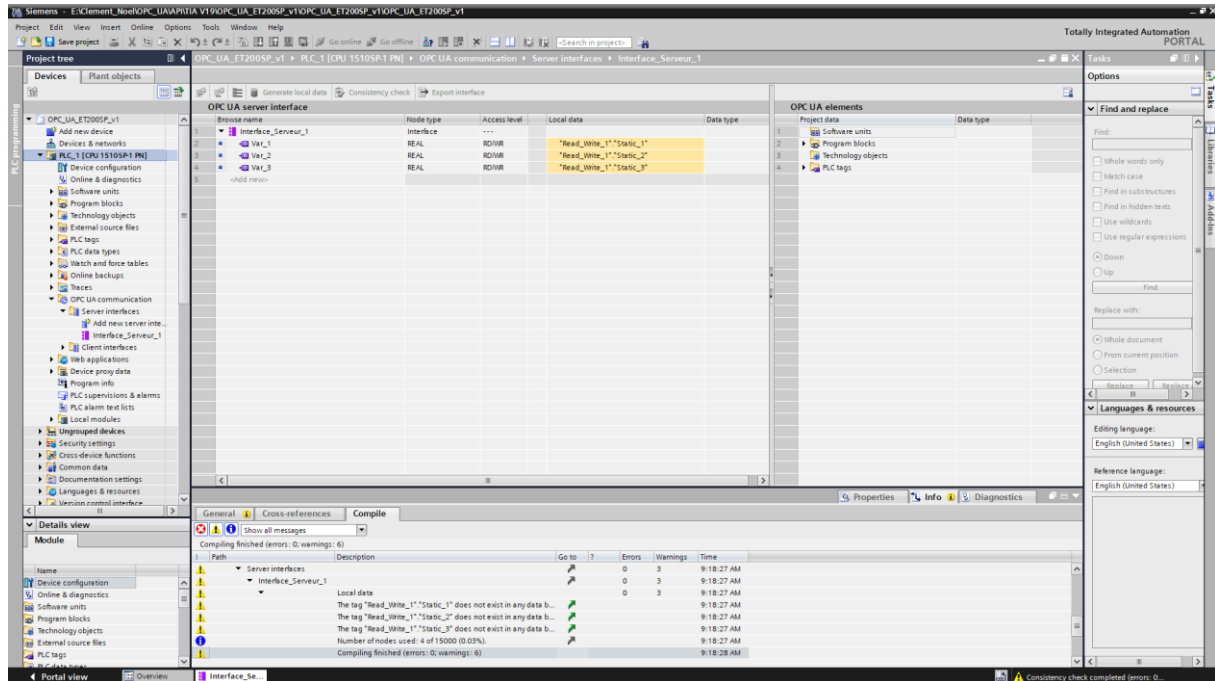 Siemens - E:\Clement_Noel\OPC_UA\API\TIA V19\OPC_UA_ET200SP_v1\OPC_UA_ET200SP_v1\OPC_UA_ET200SP_v1
Project Edit View Insert Online Options Tools Window Help
Totally Integrated Automation
PORTAL
Save project Go online Go offline <Search in project>
Project tree
OPC_UA_ET200SP_v1 PLC_1 [CPU 1510SP-1 PN] OPC UA communication Server interfaces Interface_Serveur_1
Tasks
Devices Plant objects
Options
Generate local data Consistency check Export interface
OPC UA server interface
OPC UA elements
Find and replace
Browse name Node type Access level Local data Data type
Project data Data type
OPC_UA_ET200SP_v1
Add new device
Devices & networks
PLC_1 [CPU 1510SP-1 PN]
Device configuration
Online & diagnostics
Software units
Program blocks
Technology objects
External source files
PLC tags
PLC data types
Watch and force tables
Online backups
Traces
OPC UA communication
Server interfaces
Add new server inte...
Interface_Serveur_1
Client interfaces
Web applications
Device proxy data
Program info
PLC supervisions & alarms
PLC alarm text lists
Local modules
Ungrouped devices
Security settings
Cross-device functions
Common data
Documentation settings
Languages & resources
Version control interface
1 Interface_Serveur_1 Interface ---
2 Var_1 REAL RD/WR "Read_Write_1"."Static_1"
3 Var_2 REAL RD/WR "Read_Write_1"."Static_2"
4 Var_3 REAL RD/WR "Read_Write_1"."Static_3"
5 <Add new>
1 Software units
2 Program blocks
3 Technology objects
4 PLC tags
Find:
Whole words only
Match case
Find in substructures
Find in hidden texts
Use wildcards
Use regular expressions
Down
Up
Find
Replace with:
Whole document
From current position
Selection
Replace Replace
Languages & resources
Editing language:
English (United States)
Reference language:
English (United States)
PLC programming
Tasks
Libraries
Add-Ins
Properties Info Diagnostics
General Cross-references Compile
Show all messages
Compiling finished (errors: 0; warnings: 6)
! Path Description Go to ? Errors Warnings Time
Server interfaces 0 3 9:18:27 AM
Interface_Serveur_1 0 3 9:18:27 AM
Local data 0 3 9:18:27 AM
The tag "Read_Write_1"."Static_1" does not exist in any data b... 9:18:27 AM
The tag "Read_Write_1"."Static_2" does not exist in any data b... 9:18:27 AM
The tag "Read_Write_1"."Static_3" does not exist in any data b... 9:18:27 AM
Number of nodes used: 4 of 15000 (0.03%). 9:18:27 AM
Compiling finished (errors: 0; warnings: 6) 9:18:28 AM
Details view
Module
Name
Device configuration
Online & diagnostics
Software units
Program blocks
Technology objects
External source files
PLC tags
PLC data types
Portal view Overview Interface_Se...
Consistency check completed (errors: 0...